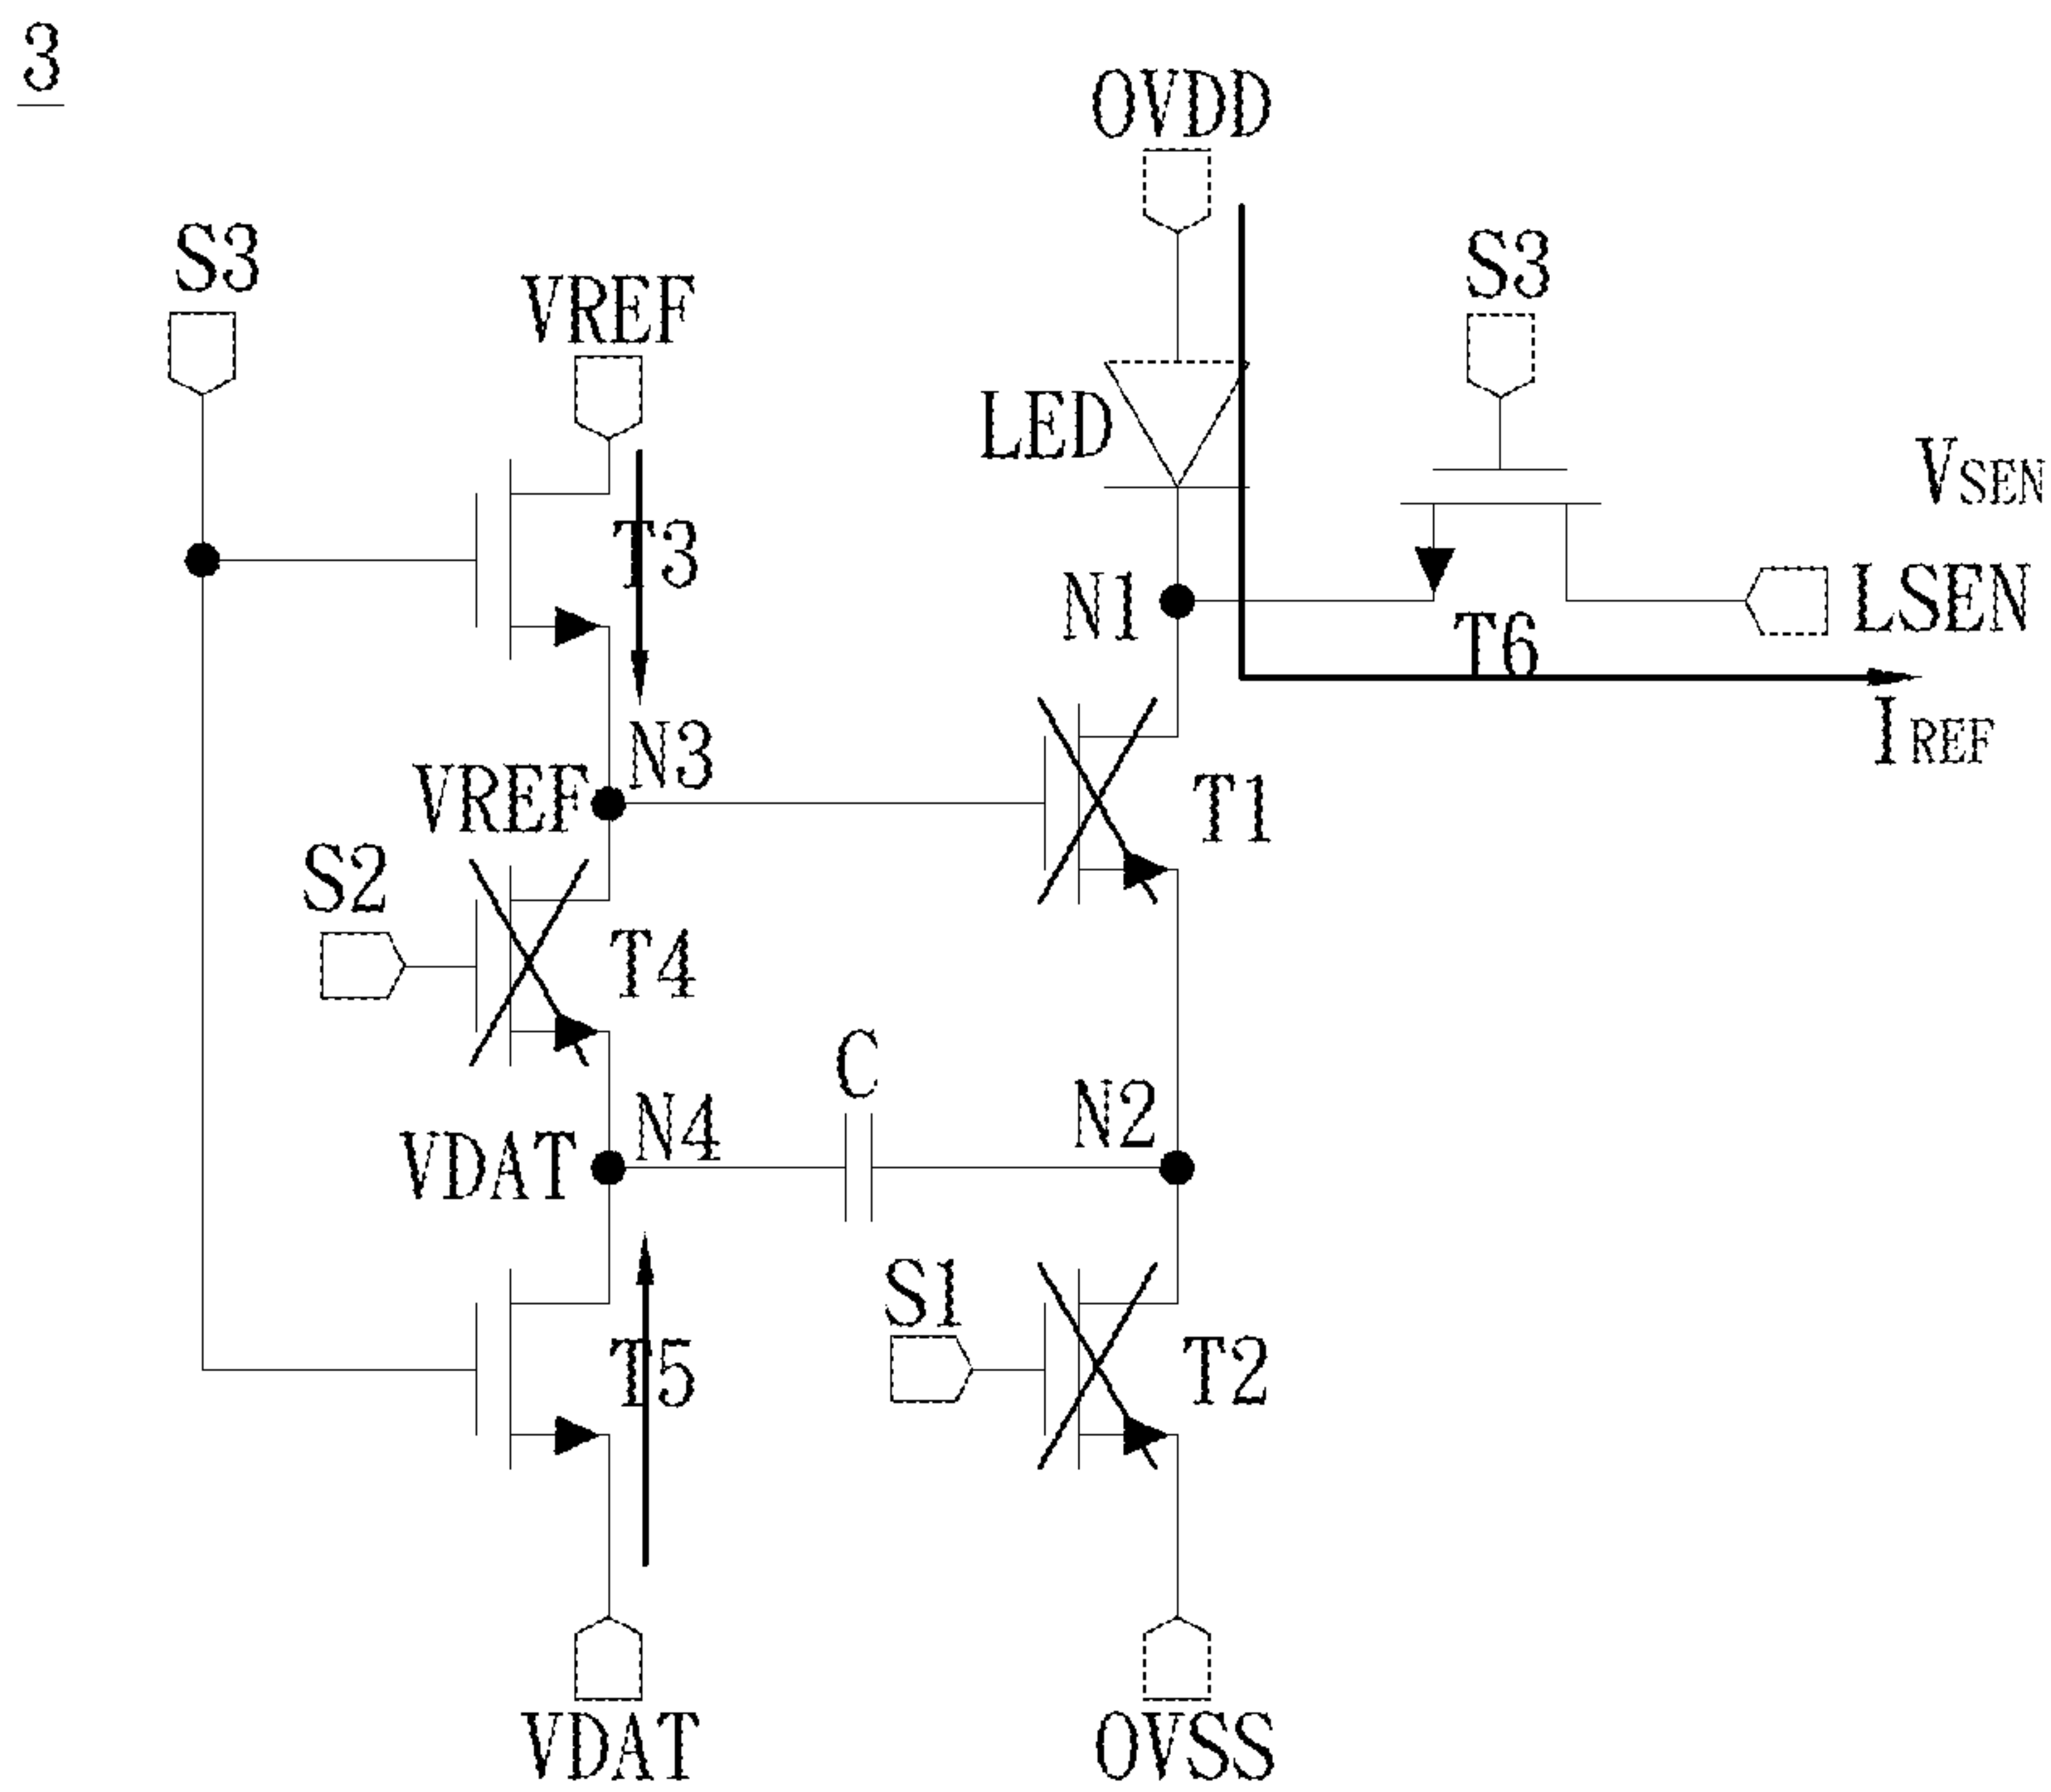 3
OVDD
S3
S3
VREF
LED
VSEN
T3
N1
LSEN
T6
N3
IREF
VREF
T1
S2
T4
C
N4
N2
VDAT
S1
T5
T2
VDAT
OVSS